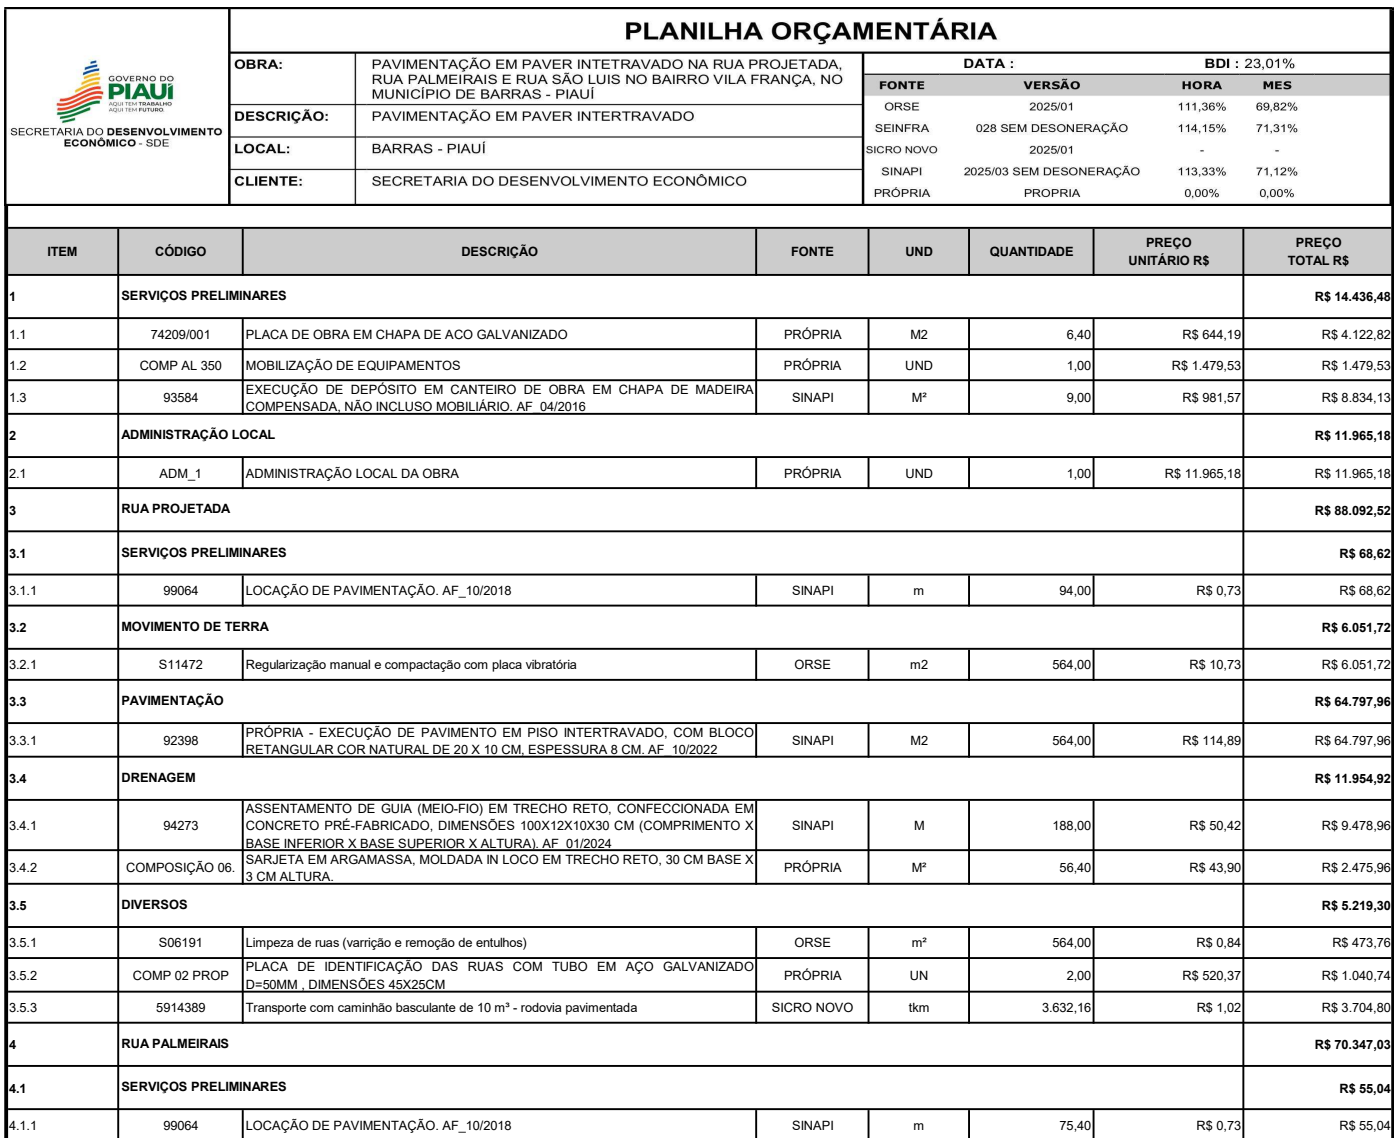 PLANILHA ORÇAMENTÁRIA
GOVERNO DO
PIAUÍ
AQUI TEM TRABALHO
AQUI TEM FUTURO.
SECRETARIA DO DESENVOLVIMENTO
ECONÔMICO - SDE
OBRA: PAVIMENTAÇÃO EM PAVER INTETRAVADO NA RUA PROJETADA,
RUA PALMEIRAIS E RUA SÃO LUIS NO BAIRRO VILA FRANÇA, NO
MUNICÍPIO DE BARRAS - PIAUÍ
DESCRIÇÃO: PAVIMENTAÇÃO EM PAVER INTERTRAVADO
LOCAL: BARRAS - PIAUÍ
CLIENTE: SECRETARIA DO DESENVOLVIMENTO ECONÔMICO
DATA : BDI : 23,01%
FONTE VERSÃO HORA MES
ORSE 2025/01 111,36% 69,82%
SEINFRA 028 SEM DESONERAÇÃO 114,15% 71,31%
SICRO NOVO 2025/01 - -
SINAPI 2025/03 SEM DESONERAÇÃO 113,33% 71,12%
PRÓPRIA PROPRIA 0,00% 0,00%
ITEM CÓDIGO DESCRIÇÃO FONTE UND QUANTIDADE PREÇO UNITÁRIO R$ PREÇO TOTAL R$
1 SERVIÇOS PRELIMINARES R$ 14.436,48
1.1 74209/001 PLACA DE OBRA EM CHAPA DE ACO GALVANIZADO PRÓPRIA M2 6,40 R$ 644,19 R$ 4.122,82
1.2 COMP AL 350 MOBILIZAÇÃO DE EQUIPAMENTOS PRÓPRIA UND 1,00 R$ 1.479,53 R$ 1.479,53
1.3 93584 EXECUÇÃO DE DEPÓSITO EM CANTEIRO DE OBRA EM CHAPA DE MADEIRA
COMPENSADA, NÃO INCLUSO MOBILIÁRIO. AF_04/2016 SINAPI M² 9,00 R$ 981,57 R$ 8.834,13
2 ADMINISTRAÇÃO LOCAL R$ 11.965,18
2.1 ADM_1 ADMINISTRAÇÃO LOCAL DA OBRA PRÓPRIA UND 1,00 R$ 11.965,18 R$ 11.965,18
3 RUA PROJETADA R$ 88.092,52
3.1 SERVIÇOS PRELIMINARES R$ 68,62
3.1.1 99064 LOCAÇÃO DE PAVIMENTAÇÃO. AF_10/2018 SINAPI m 94,00 R$ 0,73 R$ 68,62
3.2 MOVIMENTO DE TERRA R$ 6.051,72
3.2.1 S11472 Regularização manual e compactação com placa vibratória ORSE m2 564,00 R$ 10,73 R$ 6.051,72
3.3 PAVIMENTAÇÃO R$ 64.797,96
3.3.1 92398 PRÓPRIA - EXECUÇÃO DE PAVIMENTO EM PISO INTERTRAVADO, COM BLOCO
RETANGULAR COR NATURAL DE 20 X 10 CM, ESPESSURA 8 CM. AF_10/2022 SINAPI M2 564,00 R$ 114,89 R$ 64.797,96
3.4 DRENAGEM R$ 11.954,92
3.4.1 94273 ASSENTAMENTO DE GUIA (MEIO-FIO) EM TRECHO RETO, CONFECCIONADA EM
CONCRETO PRÉ-FABRICADO, DIMENSÕES 100X12X10X30 CM (COMPRIMENTO X
BASE INFERIOR X BASE SUPERIOR X ALTURA). AF_01/2024 SINAPI M 188,00 R$ 50,42 R$ 9.478,96
3.4.2 COMPOSIÇÃO 06. SARJETA EM ARGAMASSA, MOLDADA IN LOCO EM TRECHO RETO, 30 CM BASE X
3 CM ALTURA. PRÓPRIA M² 56,40 R$ 43,90 R$ 2.475,96
3.5 DIVERSOS R$ 5.219,30
3.5.1 S06191 Limpeza de ruas (varrição e remoção de entulhos) ORSE m² 564,00 R$ 0,84 R$ 473,76
3.5.2 COMP 02 PROP PLACA DE IDENTIFICAÇÃO DAS RUAS COM TUBO EM AÇO GALVANIZADO
D=50MM , DIMENSÕES 45X25CM PRÓPRIA UN 2,00 R$ 520,37 R$ 1.040,74
3.5.3 5914389 Transporte com caminhão basculante de 10 m³ - rodovia pavimentada SICRO NOVO tkm 3.632,16 R$ 1,02 R$ 3.704,80
4 RUA PALMEIRAIS R$ 70.347,03
4.1 SERVIÇOS PRELIMINARES R$ 55,04
4.1.1 99064 LOCAÇÃO DE PAVIMENTAÇÃO. AF_10/2018 SINAPI m 75,40 R$ 0,73 R$ 55,04